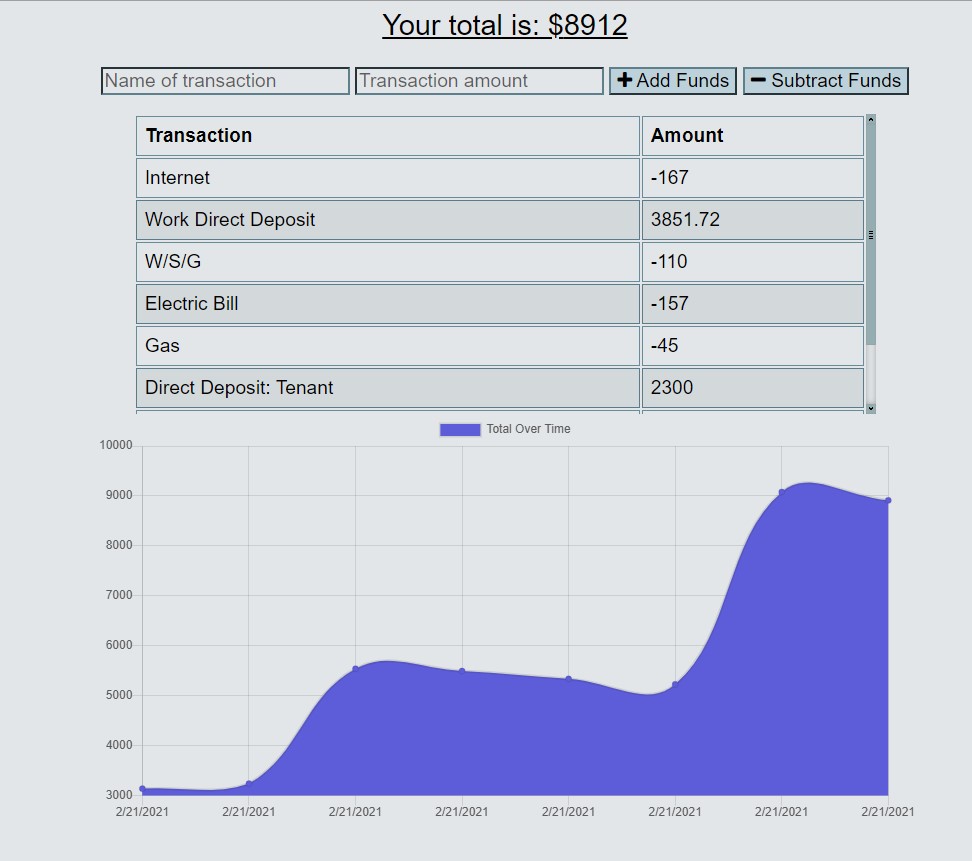 Your total is: $8912
Name of transaction Transaction amount Add Funds Subtract Funds
Transaction Amount
Internet -167
Work Direct Deposit 3851.72
W/S/G -110
Electric Bill -157
Gas -45
Direct Deposit: Tenant 2300
Total Over Time
10000
9000
8000
7000
6000
5000
4000
3000
2/21/2021 2/21/2021 2/21/2021 2/21/2021 2/21/2021 2/21/2021 2/21/2021 2/21/2021